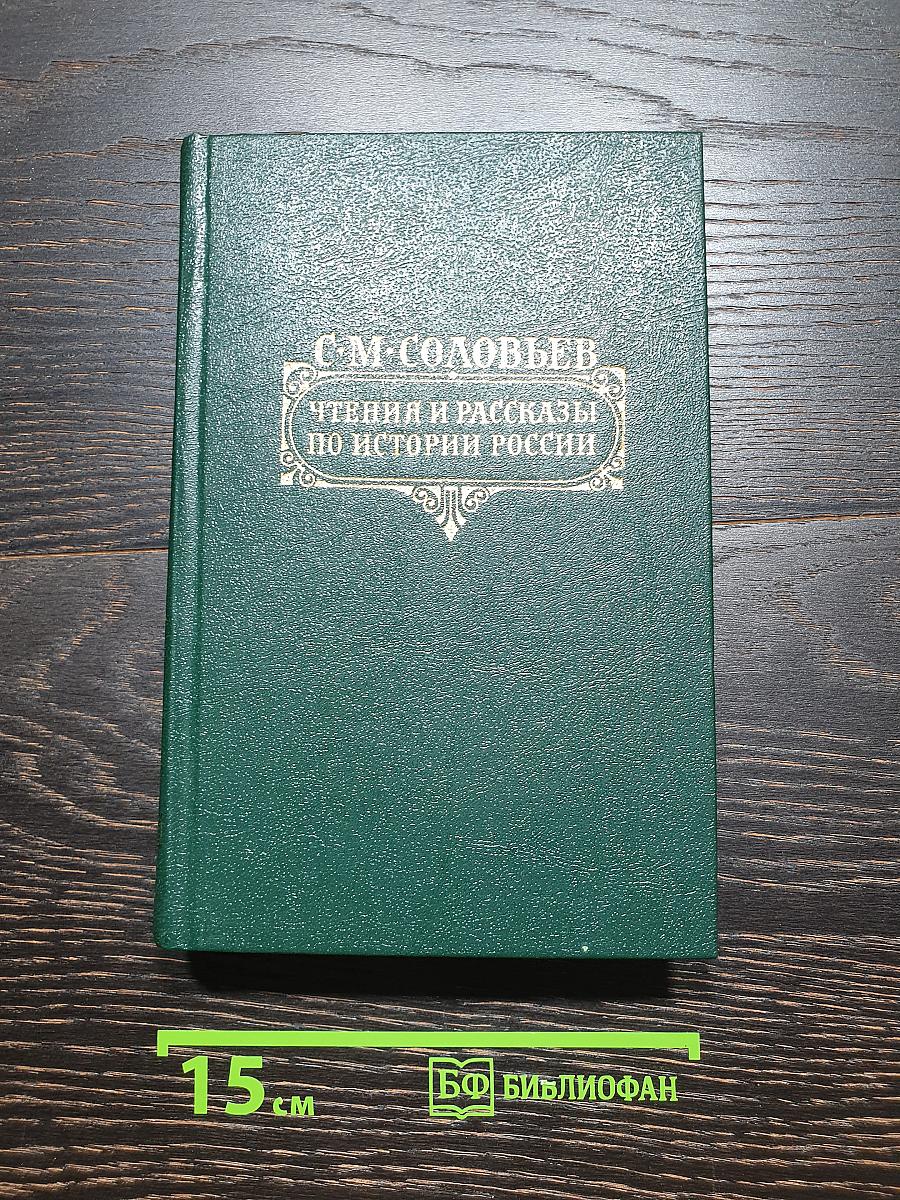 С·М·СОЛОВЬЕВ
ЧТЕНИЯ И РАССКАЗЫ
ПО ИСТОРИИ РОССИИ
15 см
БФ БИБЛИОФАН